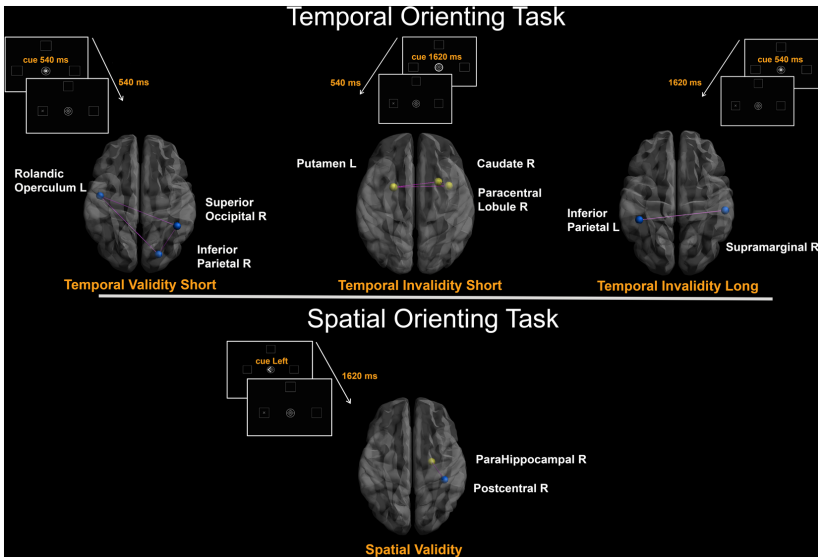 Temporal Orienting Task
cue 540 ms
540 ms
cue 1620 ms
540 ms
cue 540 ms
1620 ms
Rolandic
Operculum L
Superior
Occipital R
Inferior
Parietal R
Temporal Validity Short
Putamen L
Caudate R
Paracentral
Lobule R
Temporal Invalidity Short
Inferior
Parietal L
Supramarginal R
Temporal Invalidity Long
Spatial Orienting Task
cue Left
1620 ms
ParaHippocampal R
Postcentral R
Spatial Validity